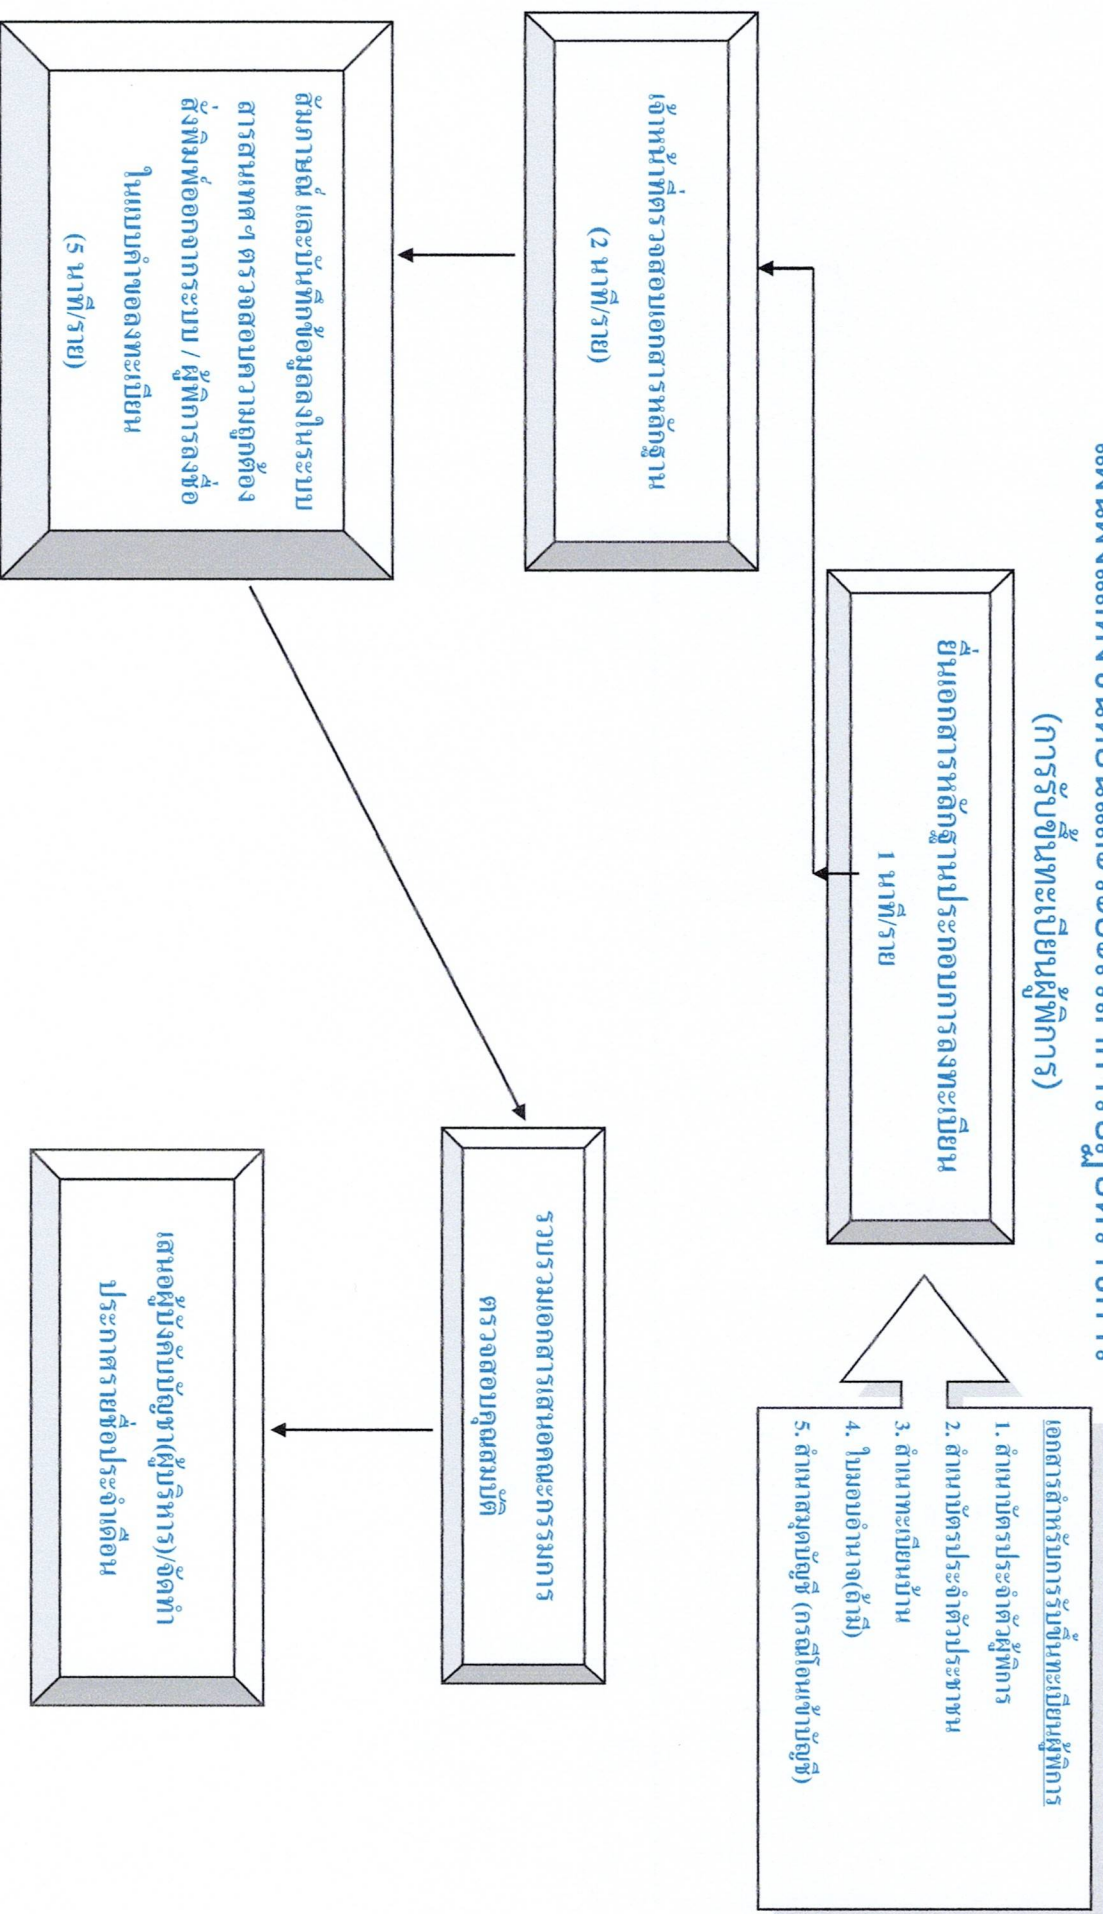 (การรับขึ้นทะเบียนผู้พิการ)
ยื่นเอกสารหลักฐานประกอบการลงทะเบียน
1 นาที/ราย
เอกสารสำหรับการรับขึ้นทะเบียนผู้พิการ
1. สำเนาบัตรประจำตัวผู้พิการ
2. สำเนาบัตรประจำตัวประชาชน
3. สำเนาทะเบียนบ้าน
4. ใบมอบอำนาจ(ถ้ามี)
5. สำเนาสมุดบัญชี (กรณีโอนเข้าบัญชี)
เจ้าหน้าที่ตรวจสอบเอกสารหลักฐาน
(2 นาที/ราย)
สัมภาษณ์ และบันทึกข้อมูลลงในระบบ
สารสนเทศฯ ตรวจสอบความถูกต้อง
สั่งพิมพ์ออกจากระบบ / ผู้พิการลงชื่อ
ในแบบคำขอลงทะเบียน
(5 นาที/ราย)
รวบรวมเอกสารเสนอคณะกรรมการ
ตรวจสอบคุณสมบัติ
เสนอผู้บังคับบัญชา(ผู้บริหาร)/จัดทำ
ประกาศรายชื่อประจำเดือน